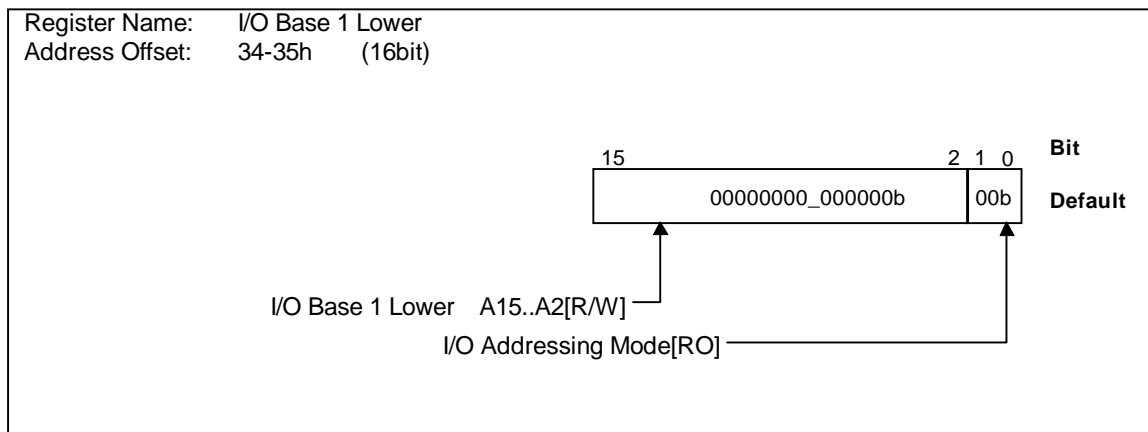 Register Name: I/O Base 1 Lower
Address Offset: 34-35h (16bit)
15 2 1 0 Bit
00000000_000000b 00b Default
I/O Base 1 Lower A15..A2[R/W]
I/O Addressing Mode[RO]